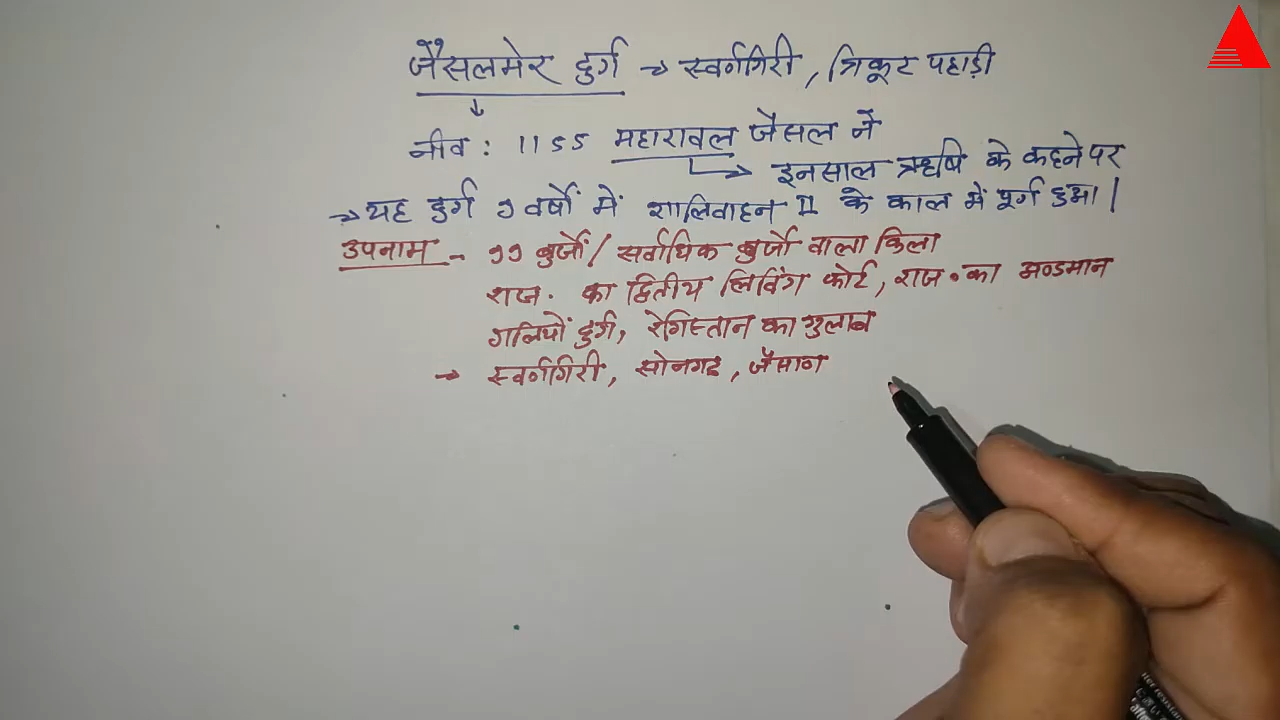 जैसलमेर दुर्ग → स्वर्णगिरी, त्रिकूट पहाड़ी
नीव : 1155 महारावल जैसल ने
→ इनसाल ऋषि के कहने पर
→ यह दुर्ग 7 वर्षों में शालिवाहन II के काल में पूर्ण हुआ।
उपनाम - 99 बुर्जो / सर्वाधिक बुर्जो वाला किला
राज. का द्वितीय लिविंग फोर्ट, राज. का अण्डमान
गलियों दुर्ग, रेगिस्तान का गुलाब
→ स्वर्णगिरी, सोनगढ, जैसाण